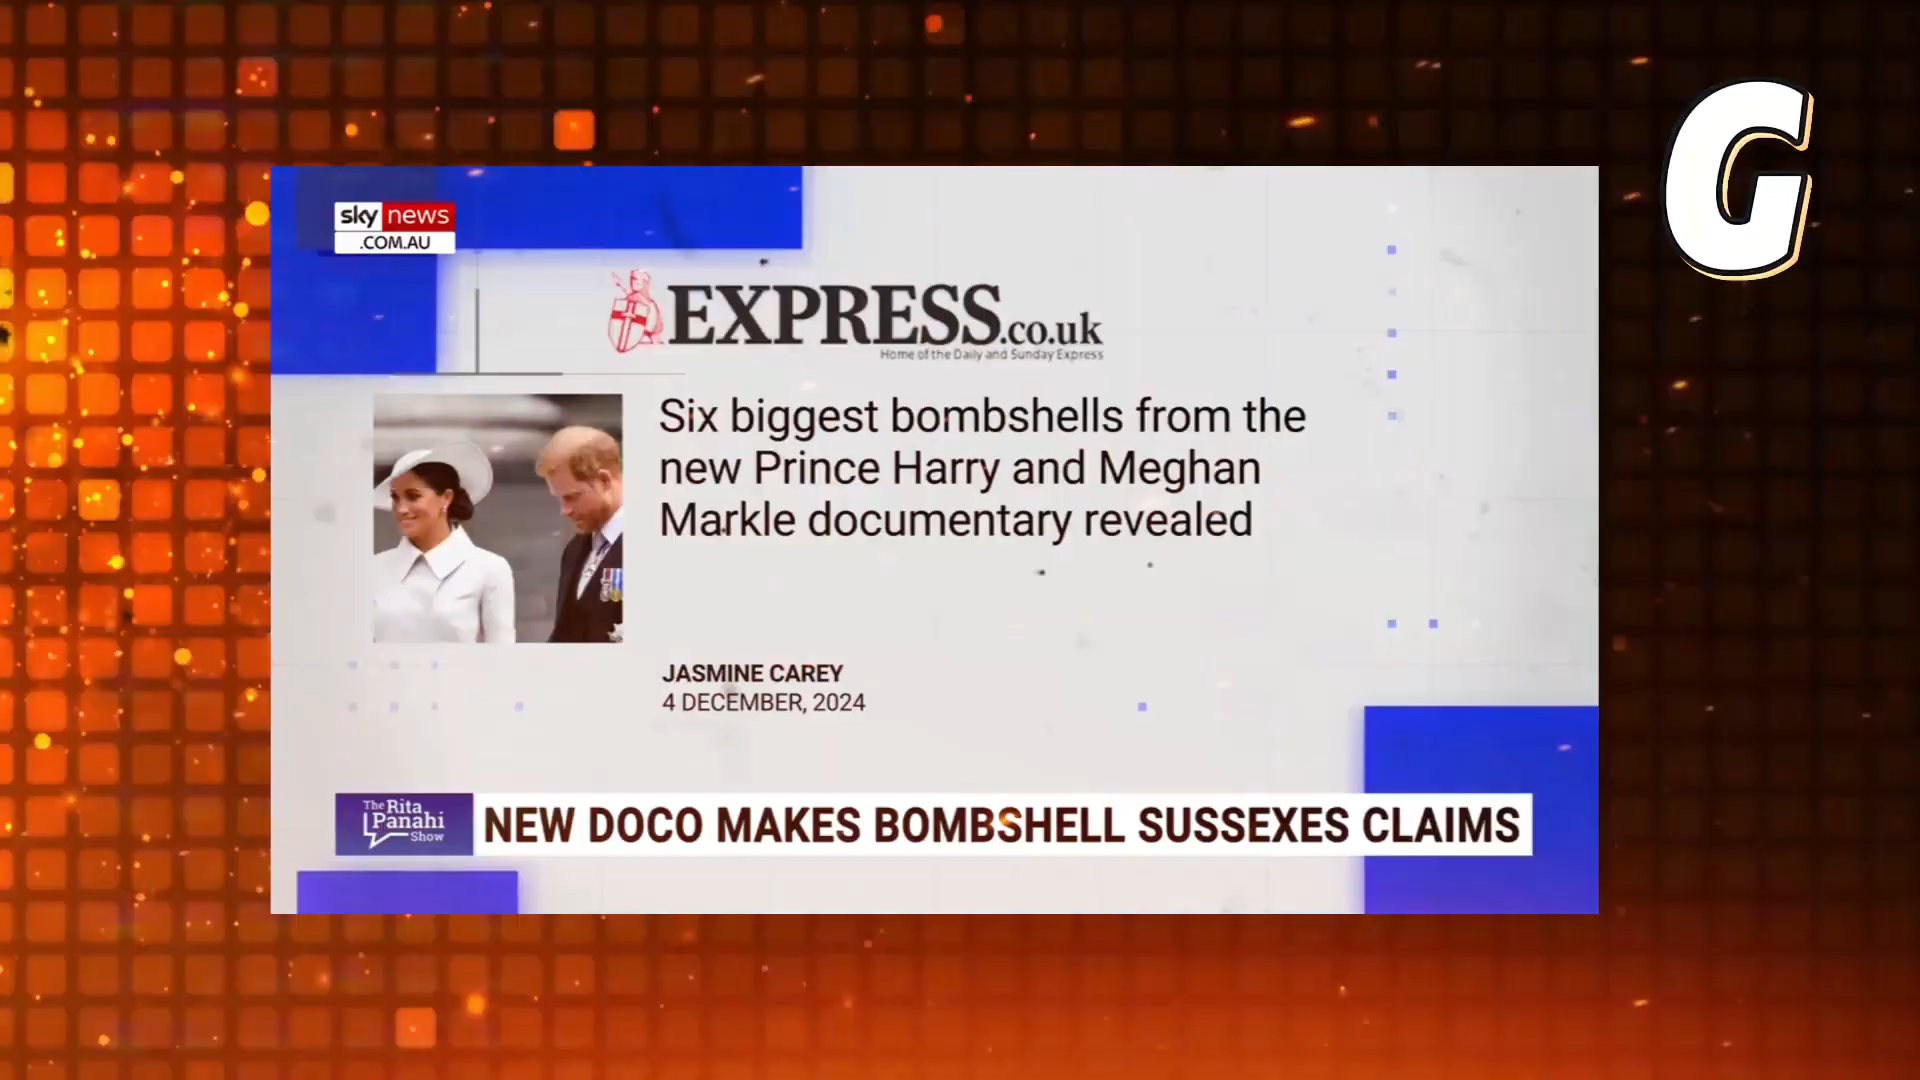 G
sky news
.COM.AU
EXPRESS.co.uk
Home of the Daily and Sunday Express
Six biggest bombshells from the
new Prince Harry and Meghan
Markle documentary revealed
JASMINE CAREY
4 DECEMBER, 2024
The Rita
Panahi
Show
NEW DOCO MAKES BOMBSHELL SUSSEXES CLAIMS